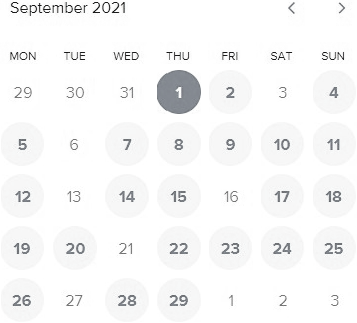 September 2021
MON TUE WED THU FRI SAT SUN
29 30 31 1 2 3 4
5 6 7 8 9 10 11
12 13 14 15 16 17 18
19 20 21 22 23 24 25
26 27 28 29 1 2 3